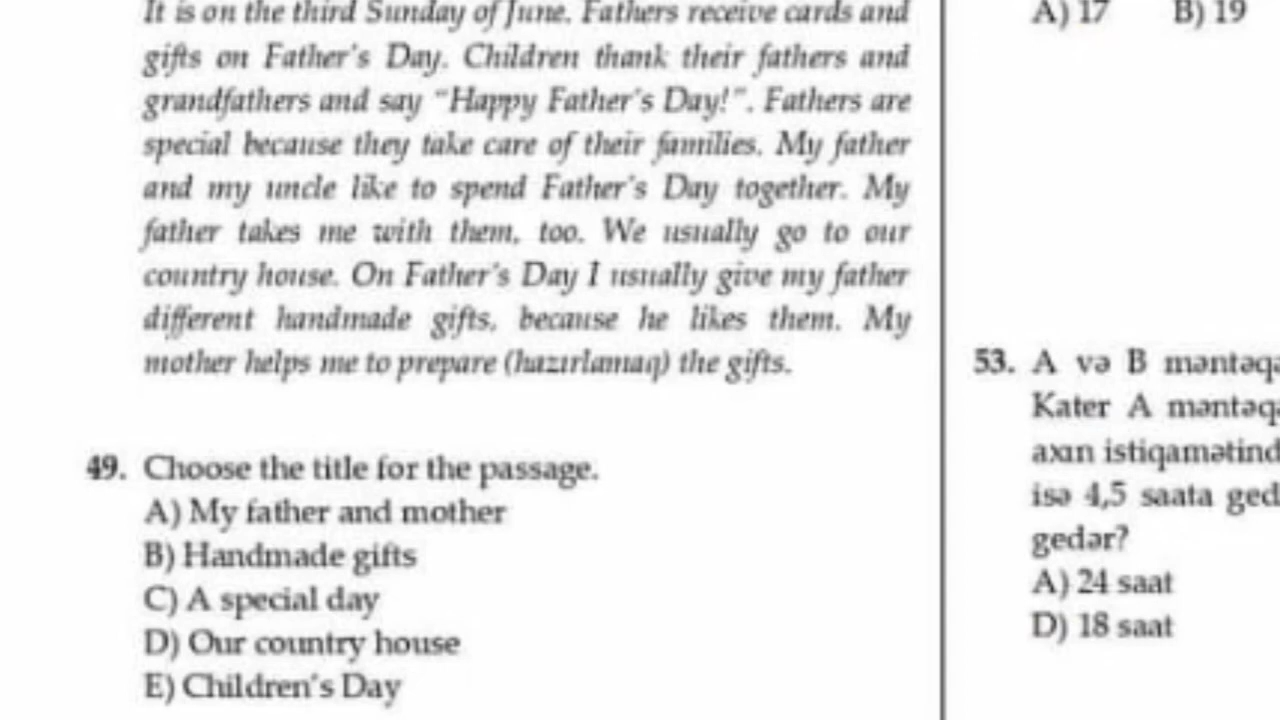 It is on the third Sunday of June. Fathers receive cards and
gifts on Father's Day. Children thank their fathers and
grandfathers and say "Happy Father's Day!". Fathers are
special because they take care of their families. My father
and my uncle like to spend Father's Day together. My
father takes me with them, too. We usually go to our
country house. On Father's Day I usually give my father
different handmade gifts, because he likes them. My
mother helps me to prepare (hazırlamaq) the gifts.
49. Choose the title for the passage.
A) My father and mother
B) Handmade gifts
C) A special day
D) Our country house
E) Children's Day
A) 17 B) 19
53. A və B məntəqə
Kater A məntəqə
axın istiqamətind
isə 4,5 saata ged
gedər?
A) 24 saat
D) 18 saat